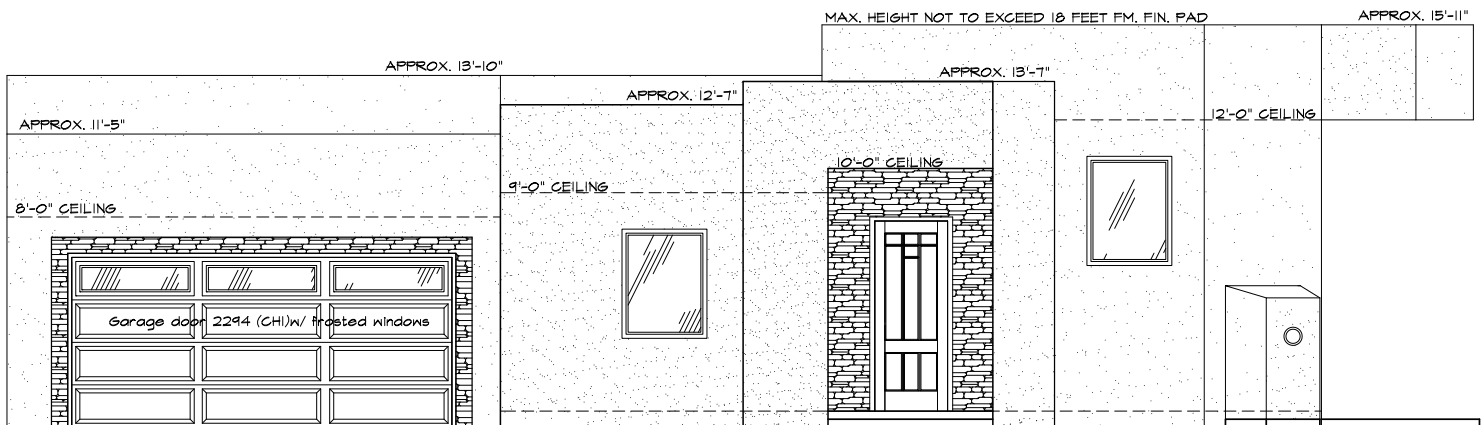 MAX. HEIGHT NOT TO EXCEED 18 FEET FM. FIN. PAD
APPROX. 15'-11"
APPROX. 13'-10"
APPROX. 13'-7"
APPROX. 12'-7"
APPROX. 11'-5"
12'-0" CEILING
10'-0" CEILING
9'-0" CEILING
8'-0" CEILING
Garage door 2294 (CHI)w/ frosted windows